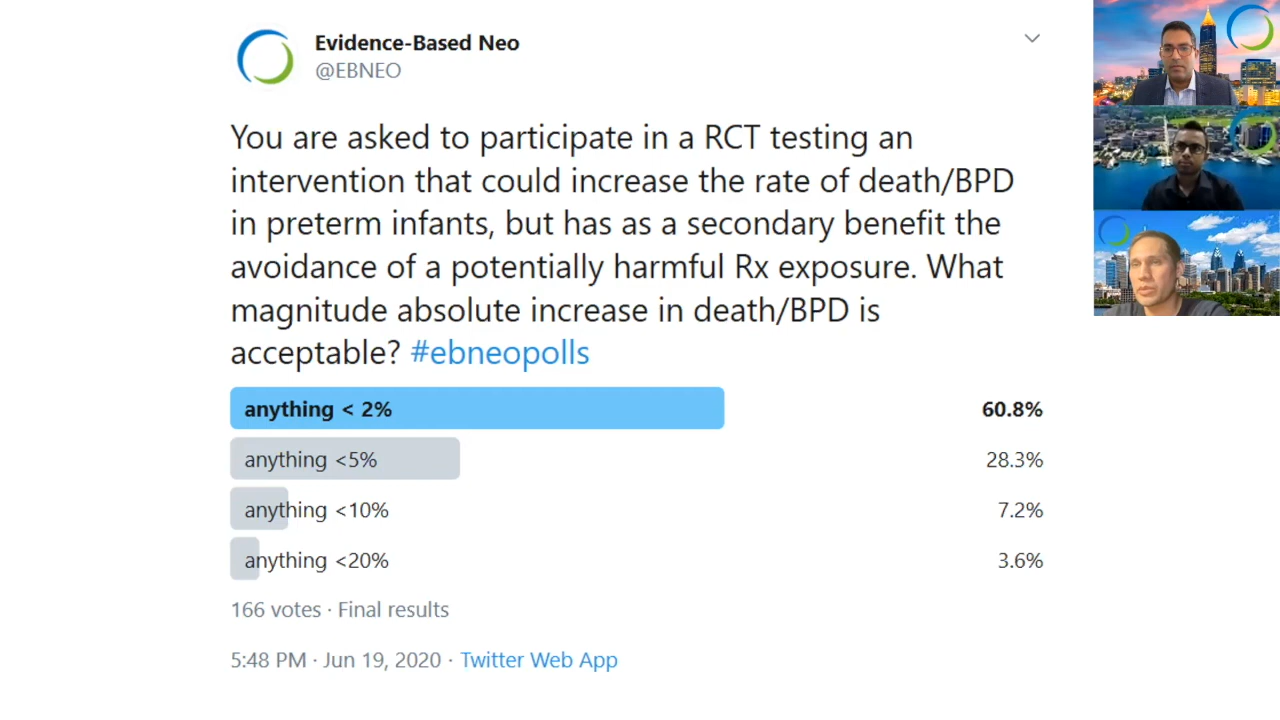 Evidence-Based Neo
@EBNEO
You are asked to participate in a RCT testing an
intervention that could increase the rate of death/BPD
in preterm infants, but has as a secondary benefit the
avoidance of a potentially harmful Rx exposure. What
magnitude absolute increase in death/BPD is
acceptable? #ebneopolls
anything < 2% 60.8%
anything <5% 28.3%
anything <10% 7.2%
anything <20% 3.6%
166 votes · Final results
5:48 PM · Jun 19, 2020 · Twitter Web App